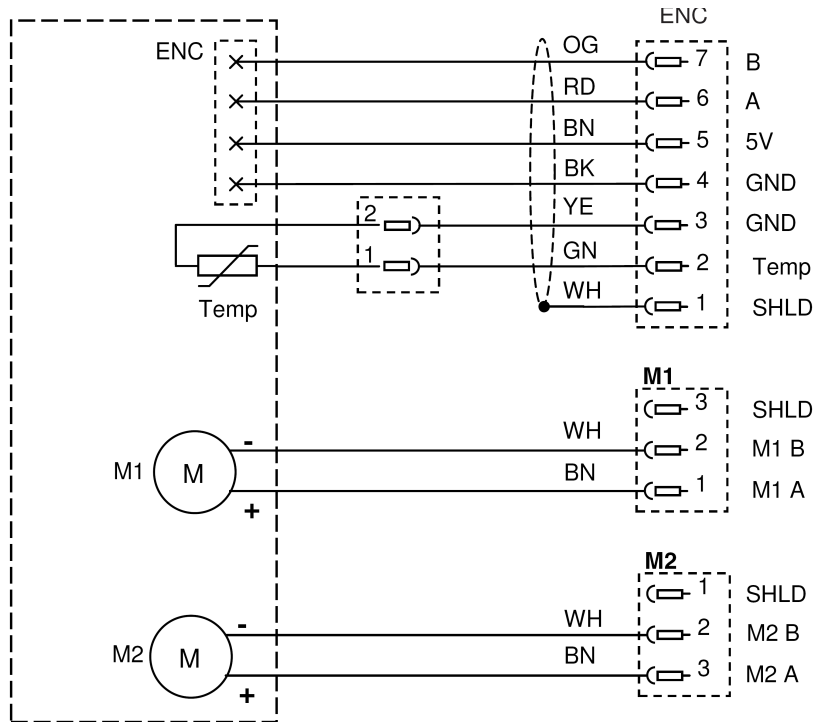 ENC
ENC OG 7 B
RD 6 A
BN 5 5V
BK 4 GND
2 YE 3 GND
1 GN 2 Temp
Temp WH 1 SHLD
M1
3 SHLD
- WH 2 M1 B
M1 M BN 1 M1 A
+
M2
1 SHLD
- WH 2 M2 B
M2 M BN 3 M2 A
+